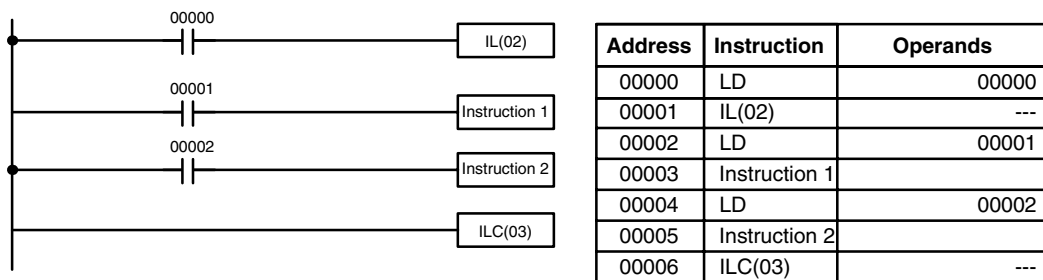 00000
IL(02)
00001
Instruction 1
00002
Instruction 2
ILC(03)
Address Instruction Operands
00000 LD 00000
00001 IL(02) ---
00002 LD 00001
00003 Instruction 1
00004 LD 00002
00005 Instruction 2
00006 ILC(03) ---